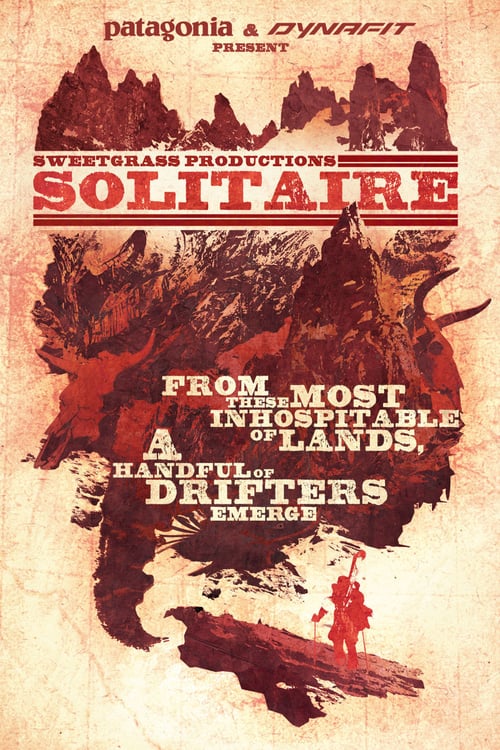 patagonia & DYNAFIT
PRESENT
SWEETGRASS PRODUCTIONS
SOLITAIRE
FROM
THESE MOST
INHOSPITABLE
OF LANDS,
A
HANDFUL OF
DRIFTERS
EMERGE